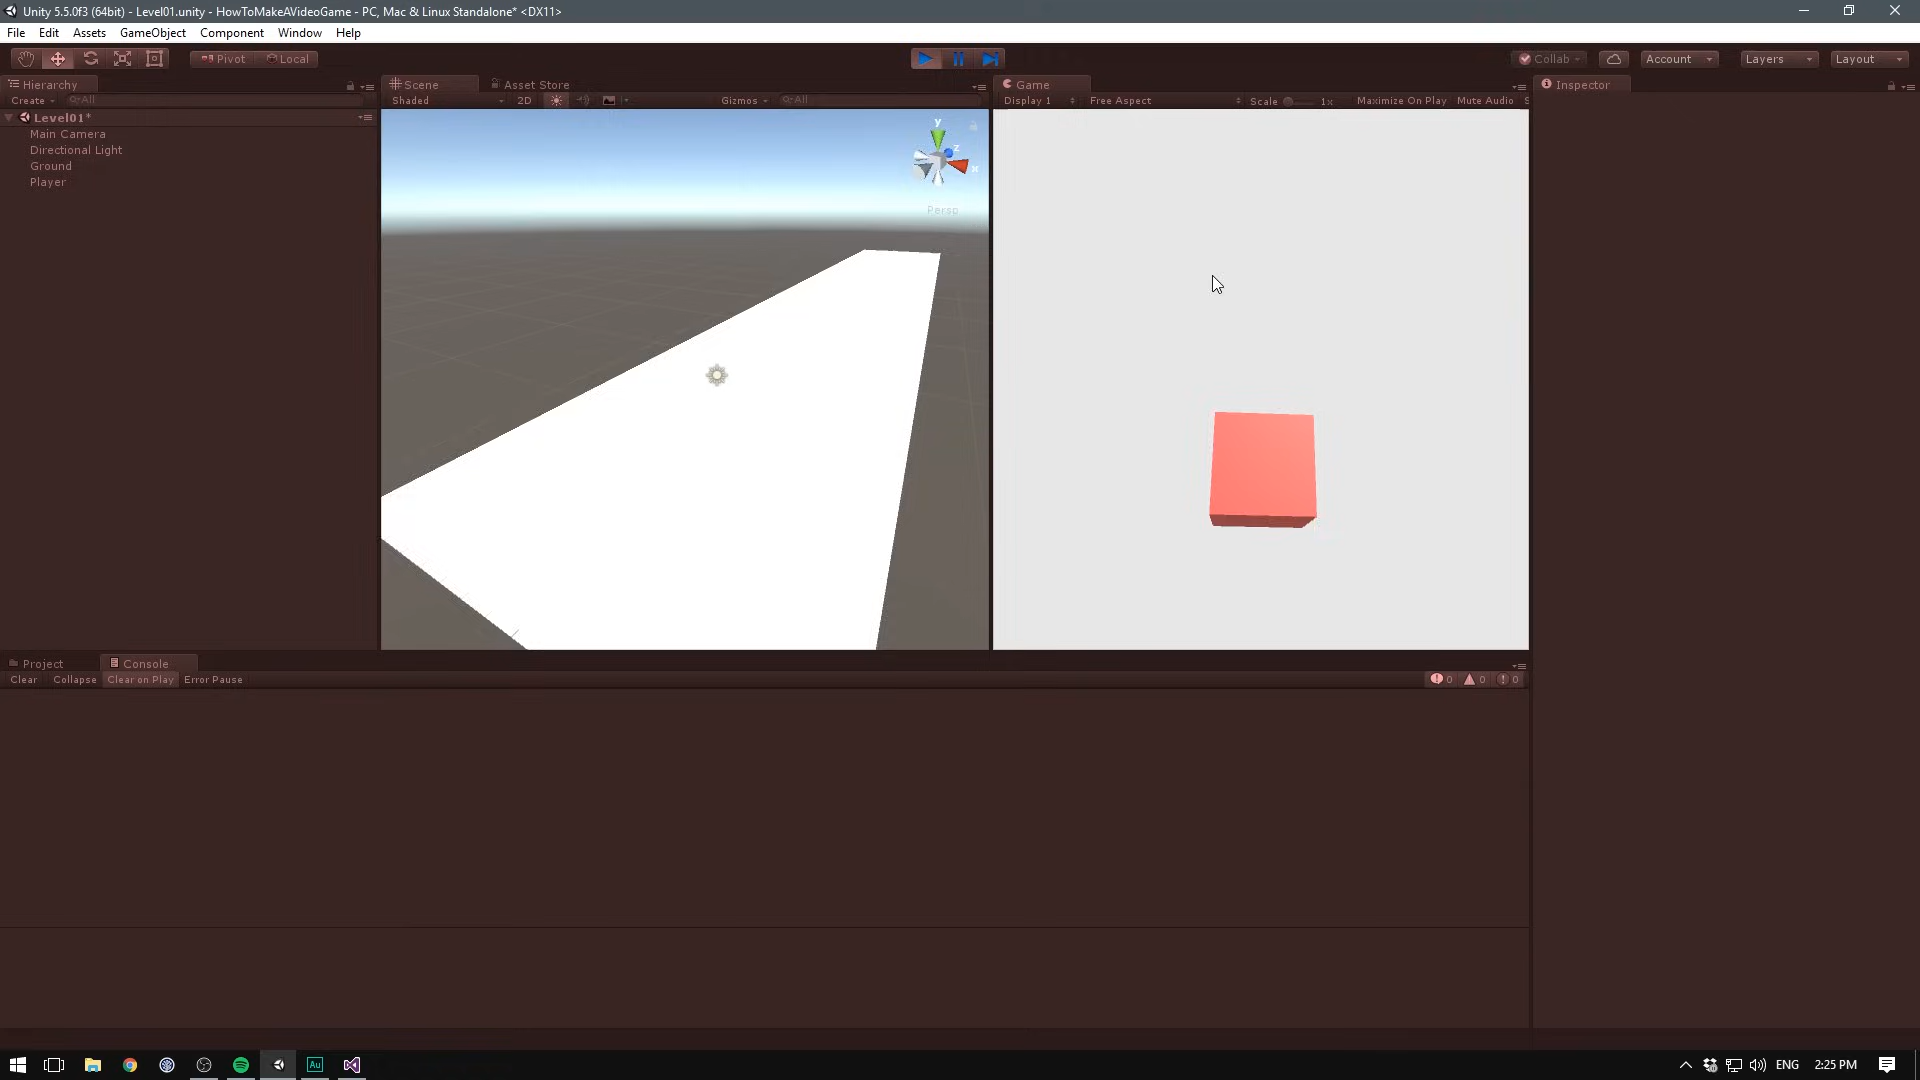 Unity 5.5.0f3 (64bit) - Level01.unity - HowToMakeAVideoGame - PC, Mac & Linux Standalone* <DX11>
File Edit Assets GameObject Component Window Help
Pivot Local Collab Account Layers Layout
Hierarchy Scene Asset Store Game Inspector
Create All Shaded 2D Gizmos All Display 1 Free Aspect Scale 1x Maximize On Play Mute Audio S
Level01*
Main Camera
Directional Light
Ground
Player
y
z
x
Persp
Project Console
Clear Collapse Clear on Play Error Pause 0 0 0
Au ENG 2:25 PM